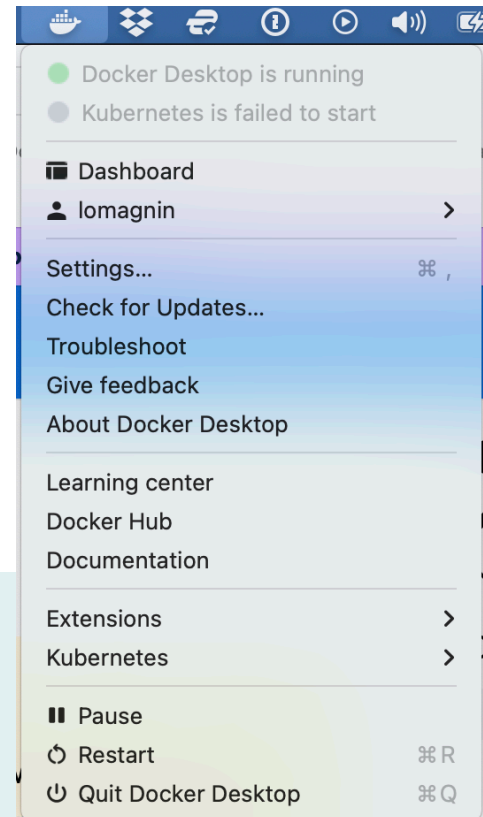 Docker Desktop is running
Kubernetes is failed to start
Dashboard
lomagnin
Settings... ⌘ ,
Check for Updates...
Troubleshoot
Give feedback
About Docker Desktop
Learning center
Docker Hub
Documentation
Extensions
Kubernetes
Pause
Restart ⌘ R
Quit Docker Desktop ⌘ Q